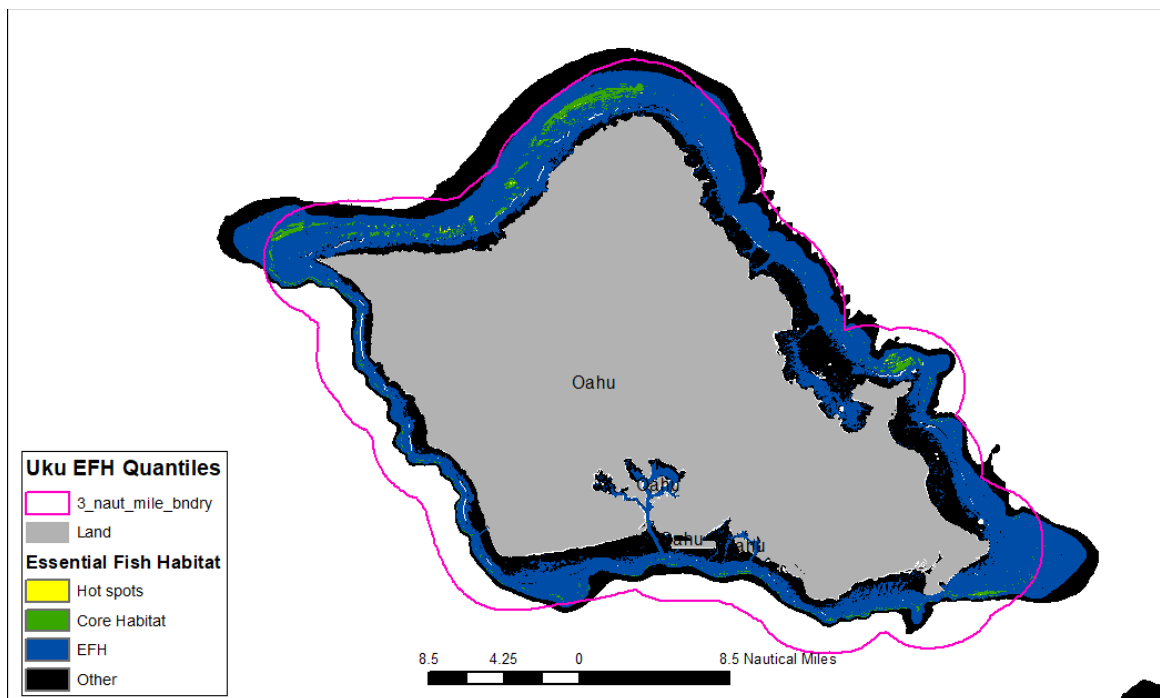 Oahu
Oahu
Oahu
Uku EFH Quantiles
3_naut_mile_bndry
Land
Essential Fish Habitat
Hot spots
Core Habitat
EFH
Other
8.5 4.25 0 8.5 Nautical Miles